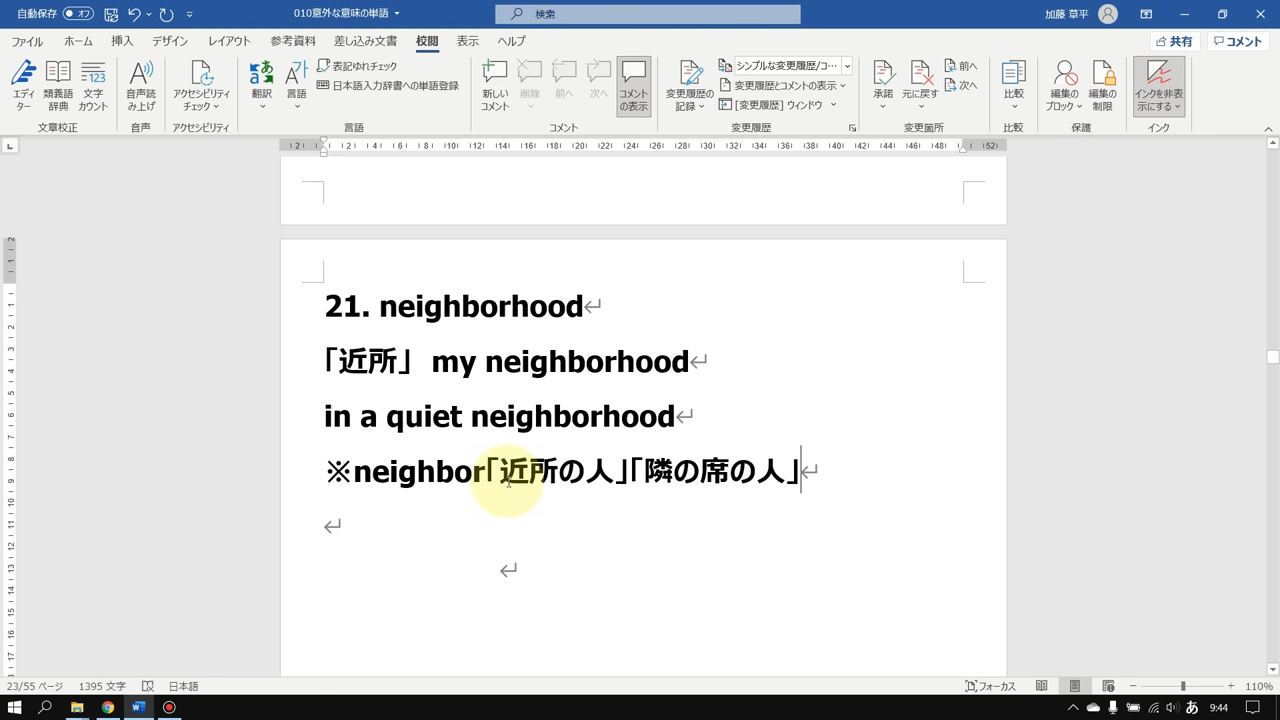 自動保存 オフ 010意外な意味の単語 検索 加藤 草平
ファイル ホーム 挿入 デザイン レイアウト 参考資料 差し込み文書 校閲 表示 ヘルプ 共有 コメント
エディター 類義語辞典 文字カウント 音声読み上げ アクセシビリティチェック 翻訳 言語 表記ゆれチェック 日本語入力辞書への単語登録 新しいコメント 削除 前へ 次へ コメントの表示 変更履歴の記録 シンプルな変更履歴/コ… 変更履歴とコメントの表示 [変更履歴] ウィンドウ 承諾 元に戻す 前へ 次へ 比較 編集のブロック 編集の制限 インクを非表示にする
文章校正 音声 アクセシビリティ 言語 コメント 変更履歴 変更箇所 比較 保護 インク
21. neighborhood
「近所」 my neighborhood
in a quiet neighborhood
※neighbor「近所の人」「隣の席の人」
23/55 ページ 1395 文字 日本語 フォーカス 110%
あ 9:44